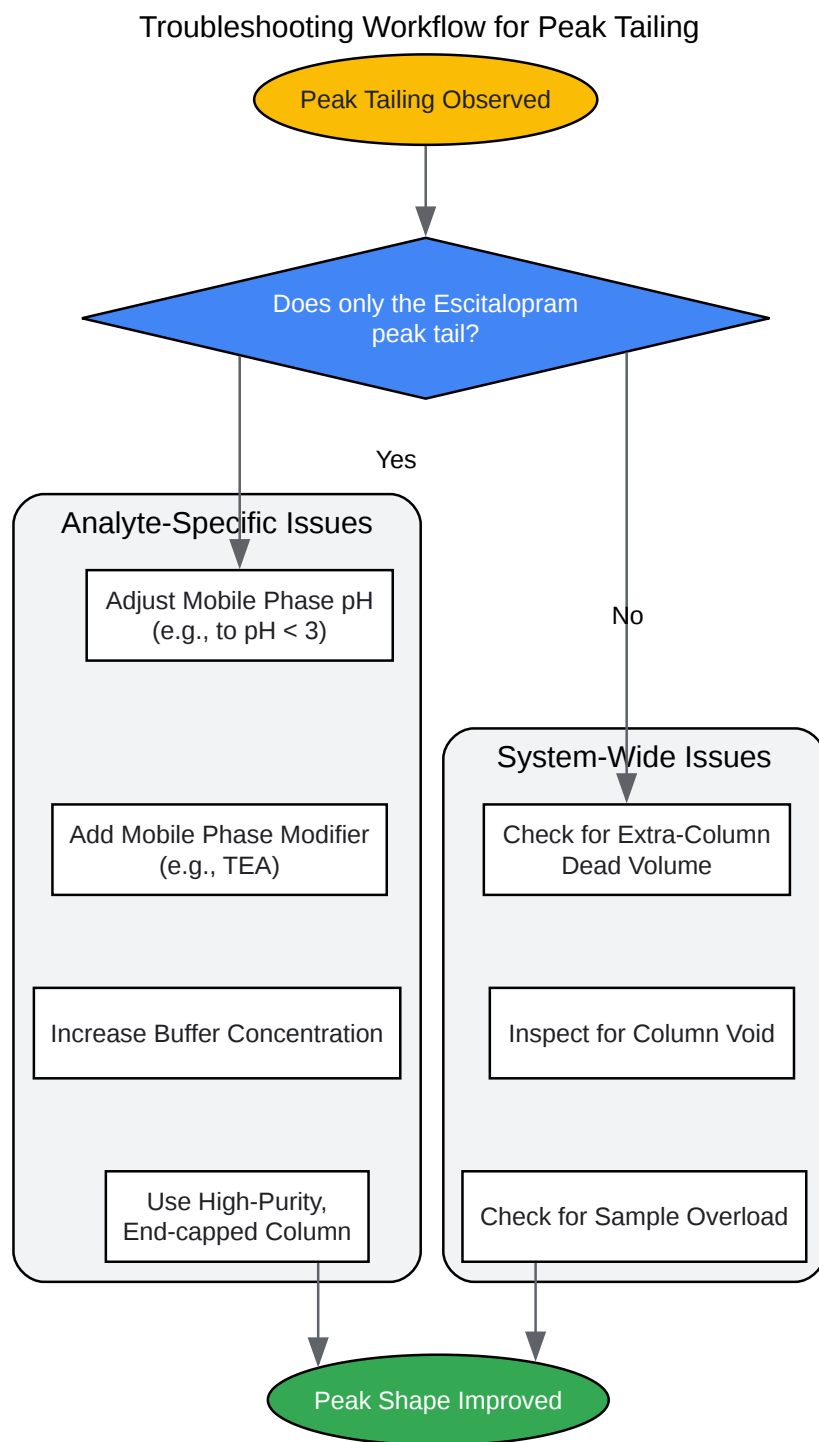 Troubleshooting Workflow for Peak Tailing
Peak Tailing Observed
Does only the Escitalopram
peak tail?
Yes
Analyte-Specific Issues
Adjust Mobile Phase pH
(e.g., to pH < 3)
Add Mobile Phase Modifier
(e.g., TEA)
Increase Buffer Concentration
Use High-Purity,
End-capped Column
No
System-Wide Issues
Check for Extra-Column
Dead Volume
Inspect for Column Void
Check for Sample Overload
Peak Shape Improved